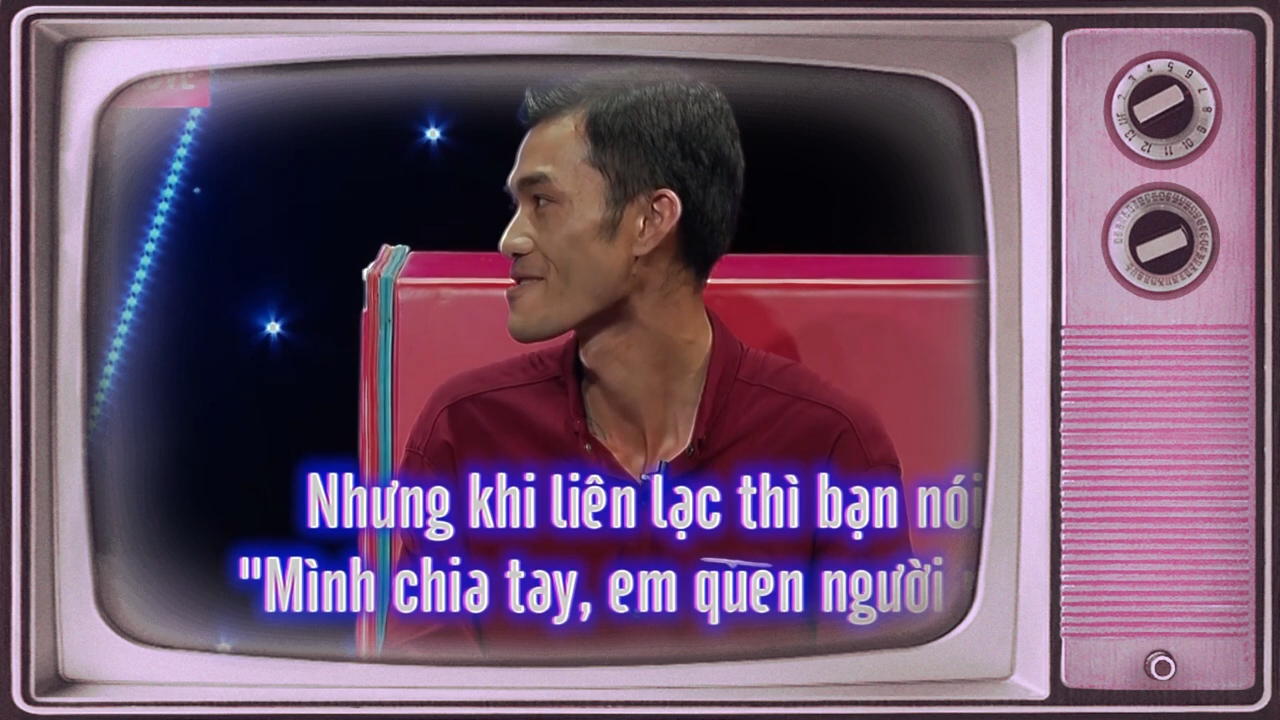 Nhưng khi liên lạc thì bạn nói
"Mình chia tay, em quen người